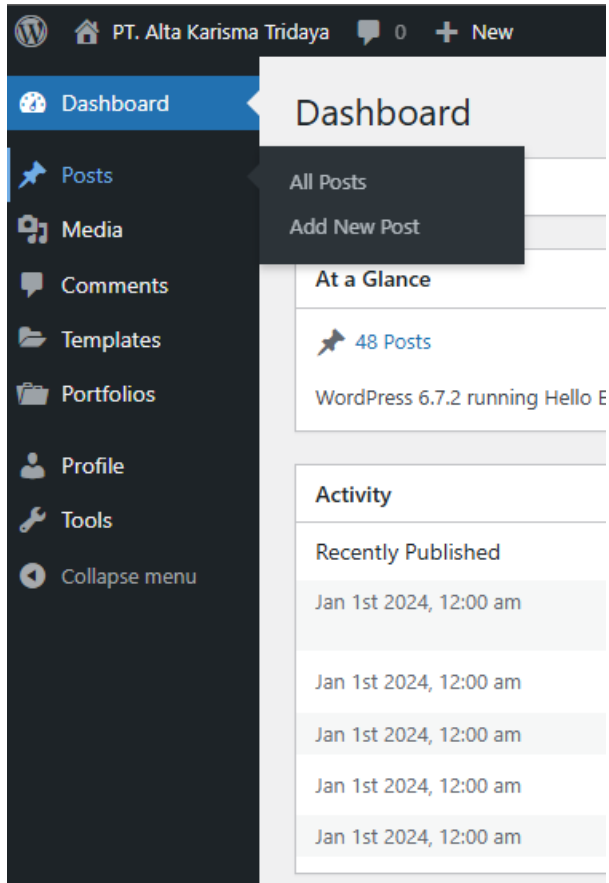 PT. Alta Karisma Tridaya 0 New
Dashboard
Posts
Media
Comments
Templates
Portfolios
Profile
Tools
Collapse menu
Dashboard
All Posts
Add New Post
At a Glance
48 Posts
WordPress 6.7.2 running Hello
Activity
Recently Published
Jan 1st 2024, 12:00 am
Jan 1st 2024, 12:00 am
Jan 1st 2024, 12:00 am
Jan 1st 2024, 12:00 am
Jan 1st 2024, 12:00 am